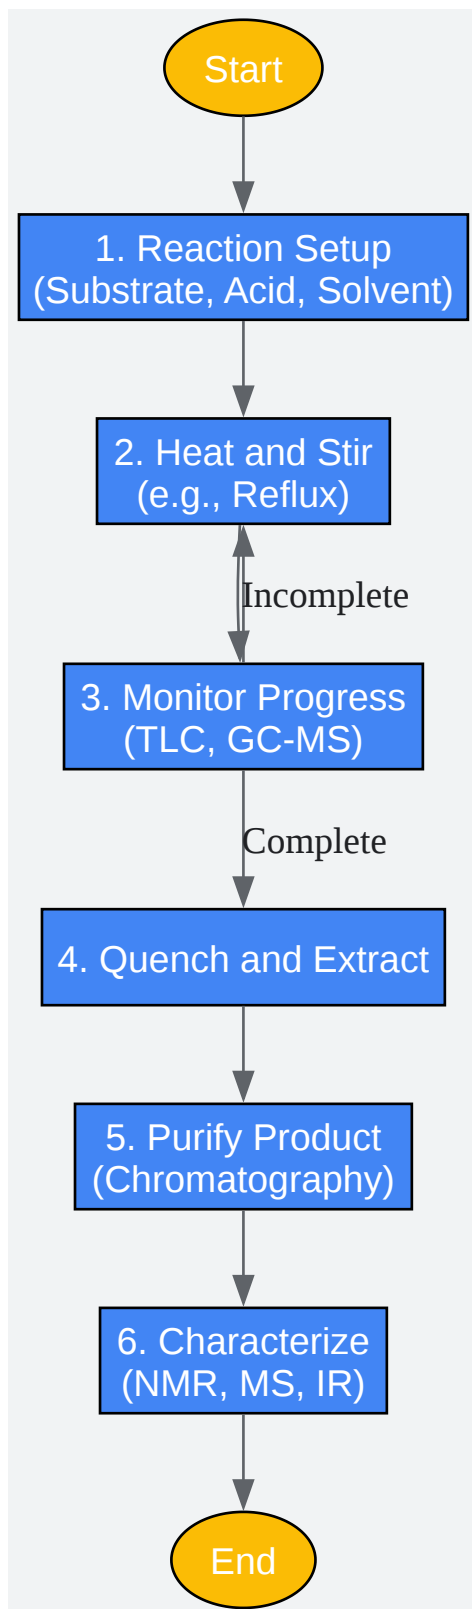 Start
1. Reaction Setup
(Substrate, Acid, Solvent)
2. Heat and Stir
(e.g., Reflux)
Incomplete
3. Monitor Progress
(TLC, GC-MS)
Complete
4. Quench and Extract
5. Purify Product
(Chromatography)
6. Characterize
(NMR, MS, IR)
End